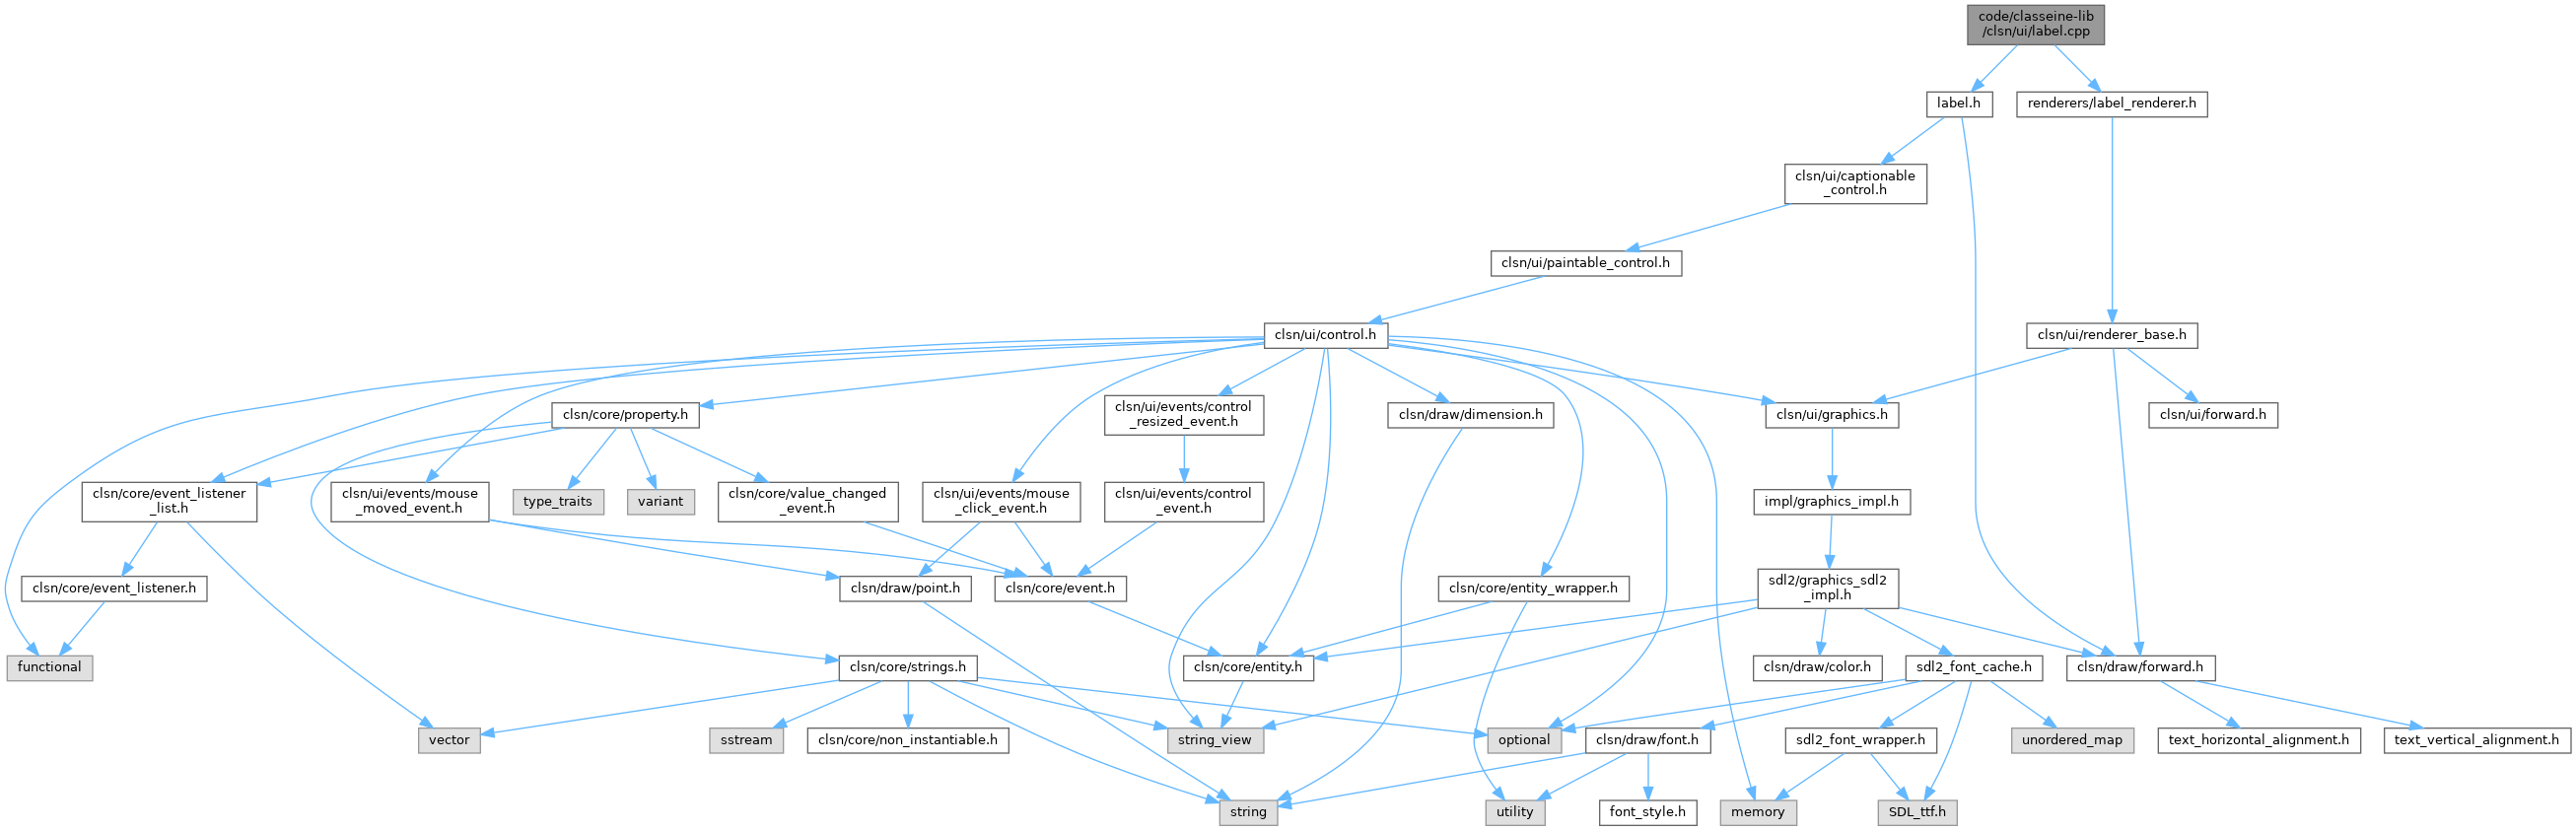 code/classeine-lib
/clsn/ui/label.cpp
label.h
renderers/label_renderer.h
clsn/ui/captionable
_control.h
clsn/ui/paintable_control.h
clsn/ui/control.h
clsn/ui/renderer_base.h
clsn/core/property.h
clsn/ui/events/control
_resized_event.h
clsn/draw/dimension.h
clsn/ui/graphics.h
clsn/ui/forward.h
clsn/core/event_listener
_list.h
clsn/ui/events/mouse
_moved_event.h
type_traits
variant
clsn/core/value_changed
_event.h
clsn/ui/events/mouse
_click_event.h
clsn/ui/events/control
_event.h
impl/graphics_impl.h
clsn/core/event_listener.h
clsn/draw/point.h
clsn/core/event.h
clsn/core/entity_wrapper.h
sdl2/graphics_sdl2
_impl.h
functional
clsn/core/strings.h
clsn/core/entity.h
clsn/draw/color.h
sdl2_font_cache.h
clsn/draw/forward.h
vector
sstream
clsn/core/non_instantiable.h
string_view
optional
clsn/draw/font.h
sdl2_font_wrapper.h
unordered_map
text_horizontal_alignment.h
text_vertical_alignment.h
string
utility
font_style.h
memory
SDL_ttf.h